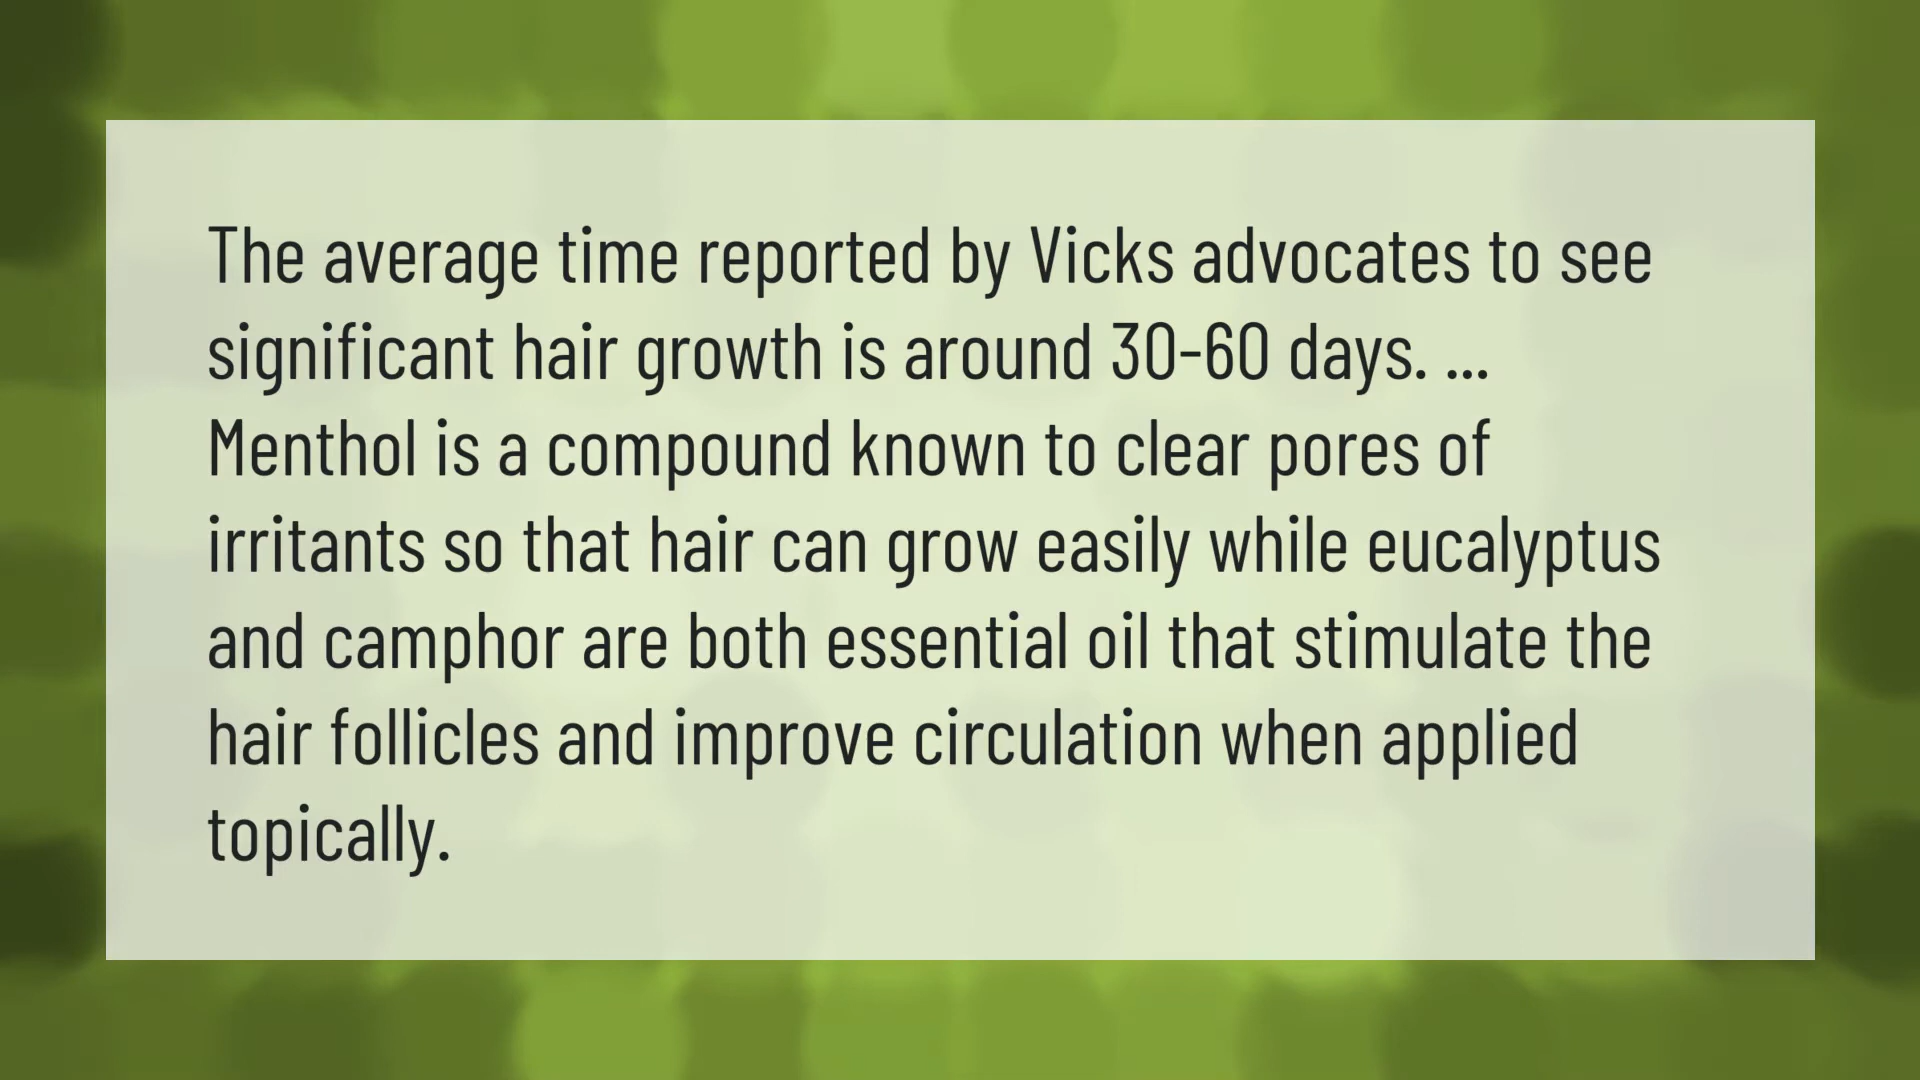 The average time reported by Vicks advocates to see
significant hair growth is around 30-60 days. ...
Menthol is a compound known to clear pores of
irritants so that hair can grow easily while eucalyptus
and camphor are both essential oil that stimulate the
hair follicles and improve circulation when applied
topically.